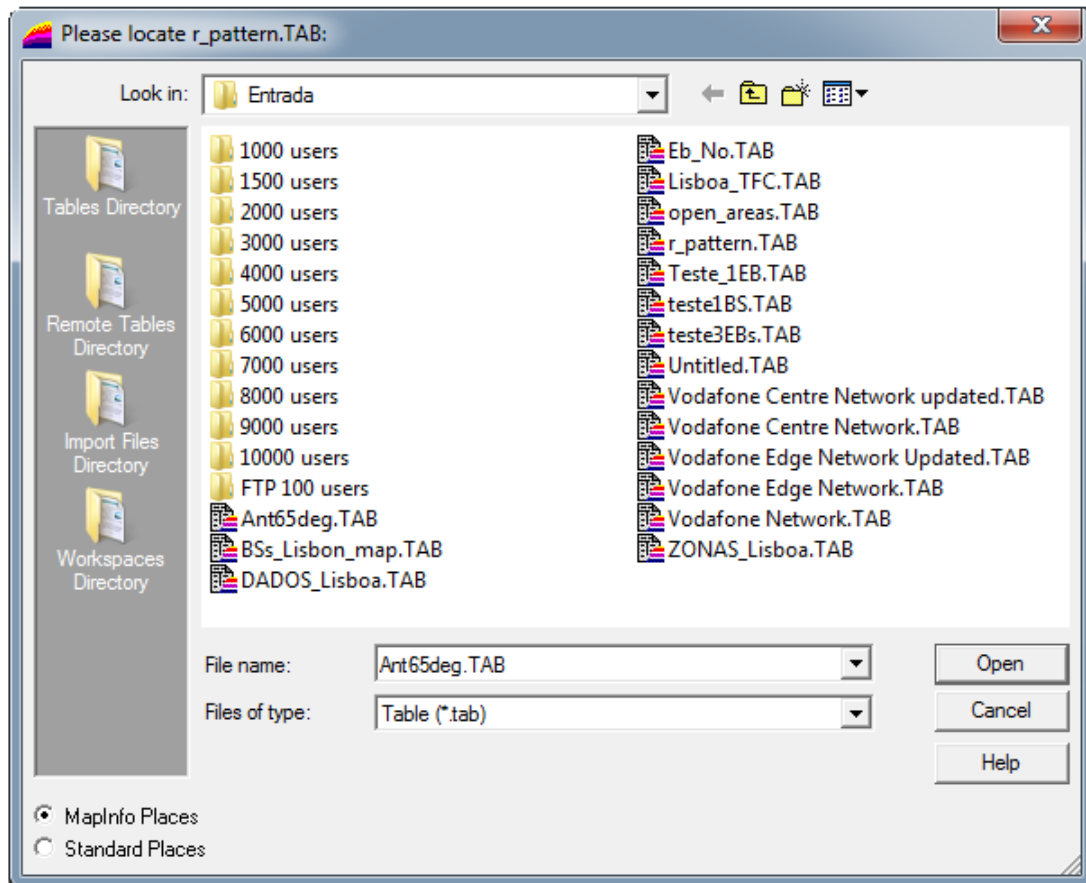 Please locate r_pattern.TAB:
Look in:
Entrada
Tables Directory
Remote Tables
Directory
Import Files
Directory
Workspaces
Directory
1000 users
1500 users
2000 users
3000 users
4000 users
5000 users
6000 users
7000 users
8000 users
9000 users
10000 users
FTP 100 users
Ant65deg.TAB
BSs_Lisbon_map.TAB
DADOS_Lisboa.TAB
Eb_No.TAB
Lisboa_TFC.TAB
open_areas.TAB
r_pattern.TAB
Teste_1EB.TAB
teste1BS.TAB
teste3EBs.TAB
Untitled.TAB
Vodafone Centre Network updated.TAB
Vodafone Centre Network.TAB
Vodafone Edge Network Updated.TAB
Vodafone Edge Network.TAB
Vodafone Network.TAB
ZONAS_Lisboa.TAB
File name:
Ant65deg.TAB
Open
Files of type:
Table (*.tab)
Cancel
Help
MapInfo Places
Standard Places